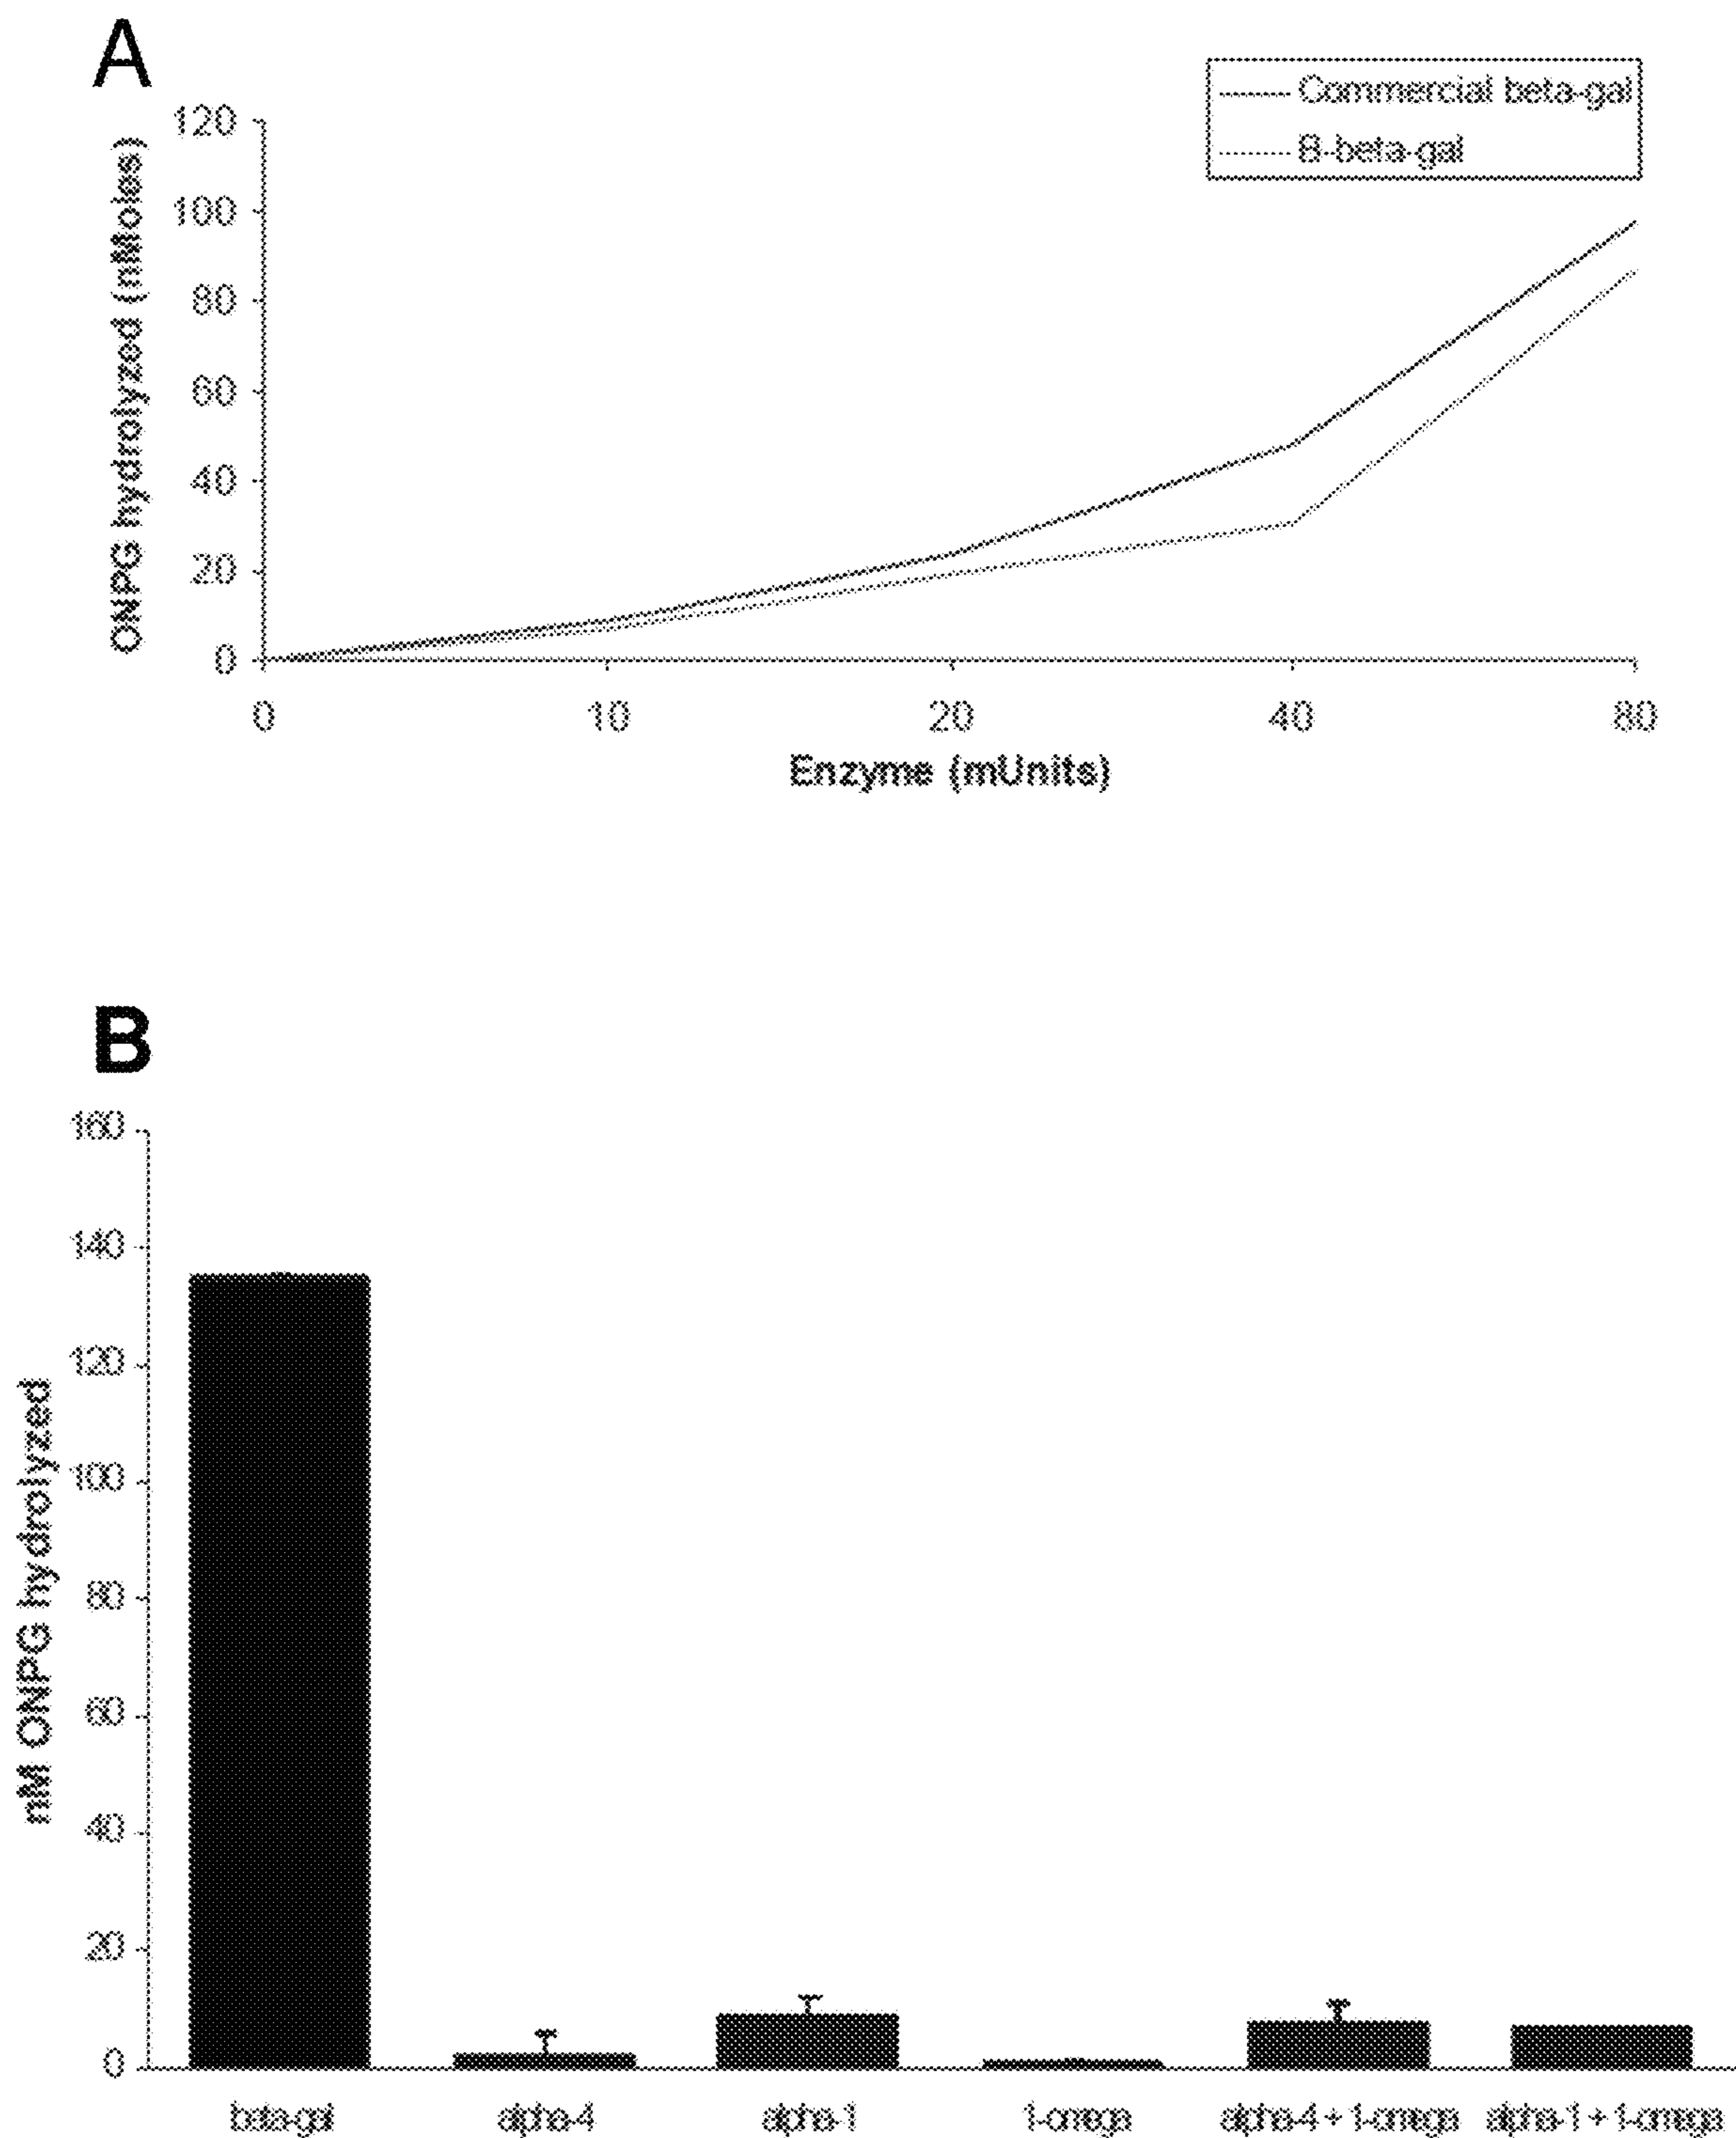 A
Commercial beta-gal
B-beta-gal
ONPG hydrolyzed (nMoles)
120
100
80
60
40
20
0
0 10 20 40 80
Enzyme (mUnits)
B
nM ONPG hydrolyzed
160
140
120
100
80
60
40
20
0
beta-gal alpha-4 alpha-1 1-omega alpha-4 + 1-omega alpha-1 + 1-omega